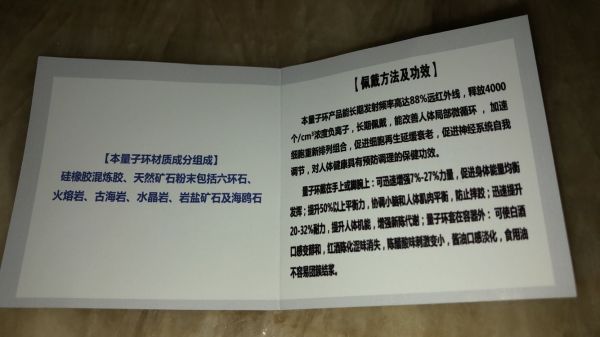 【本量子环材质成分组成】
硅橡胶混炼胶、天然矿石粉末包括六环石、
火熔岩、古海岩、水晶岩、岩盐矿石及海鸥石
【佩戴方法及功效】
本量子环产品能长期发射频率高达88%远红外线，释放4000
个/cm³浓度负离子，长期佩戴，能改善人体局部微循环，加速
细胞重新排列组合，促进细胞再生延缓衰老，促进神经系统自我
调节，对人体健康具有预防调理的保健功效。
量子环戴在手上或脚腕上：可迅速增强7%-27%力量，促进身体能量均衡
发挥；提升50%以上平衡力，协调小脑和人体肌肉平衡，防止摔跤；迅速提升
20-32%耐力，提升人体机能，增强新陈代谢；量子环套在容器外：可使白酒
口感变醇和，红酒陈化涩味消失，陈醋酸味刺激变小，酱油口感淡化，食用油
不容易团簇结浆。